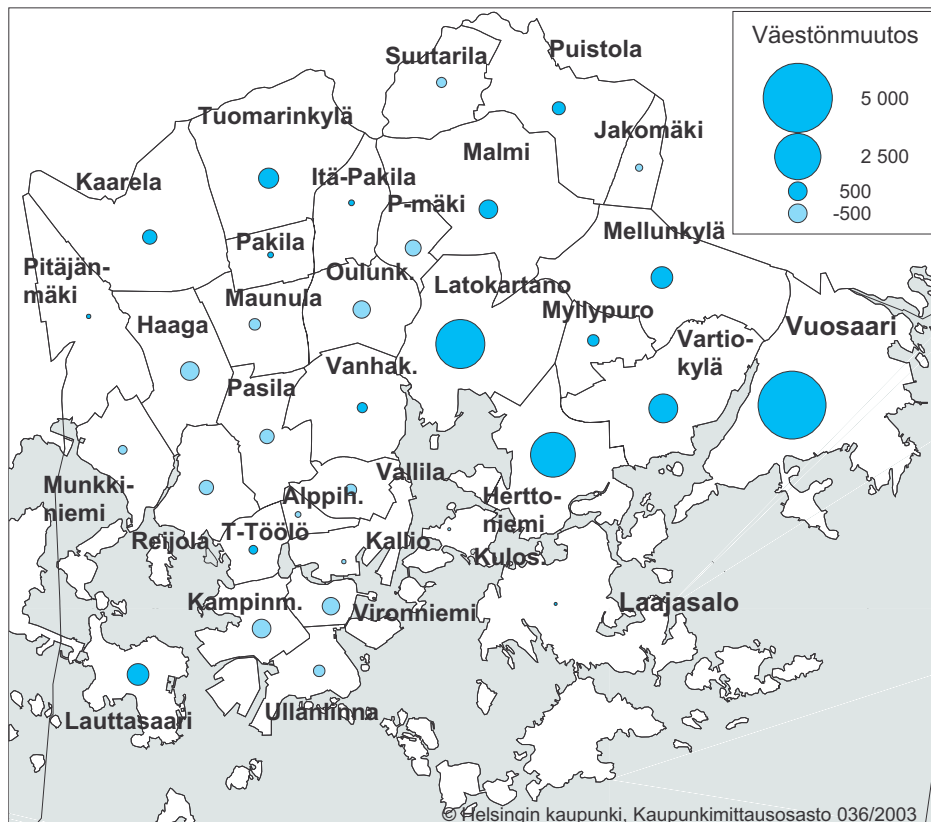 Väestönmuutos
5 000
2 500
500
-500
Suutarila
Puistola
Tuomarinkylä
Jakomäki
Malmi
Itä-Pakila
Kaarela
P-mäki
Mellunkylä
Pakila
Pitäjän-
mäki
Oulunk.
Latokartano
Maunula
Myllypuro
Haaga
Vuosaari
Vartio-
kylä
Vanhak.
Pasila
Vallila
Munkki-
niemi
Alppih.
Hertto-
niemi
T-Töölö
Reijola
Kallio
Kulos.
Kampinm.
Vironniemi
Laajasalo
Lauttasaari
Ullanlinna
© Helsingin kaupunki, Kaupunkimittausosasto 036/2003